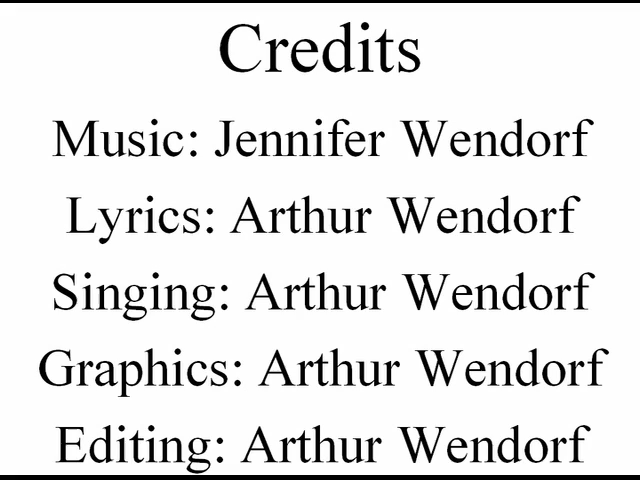 Credits
Music: Jennifer Wendorf
Lyrics: Arthur Wendorf
Singing: Arthur Wendorf
Graphics: Arthur Wendorf
Editing: Arthur Wendorf